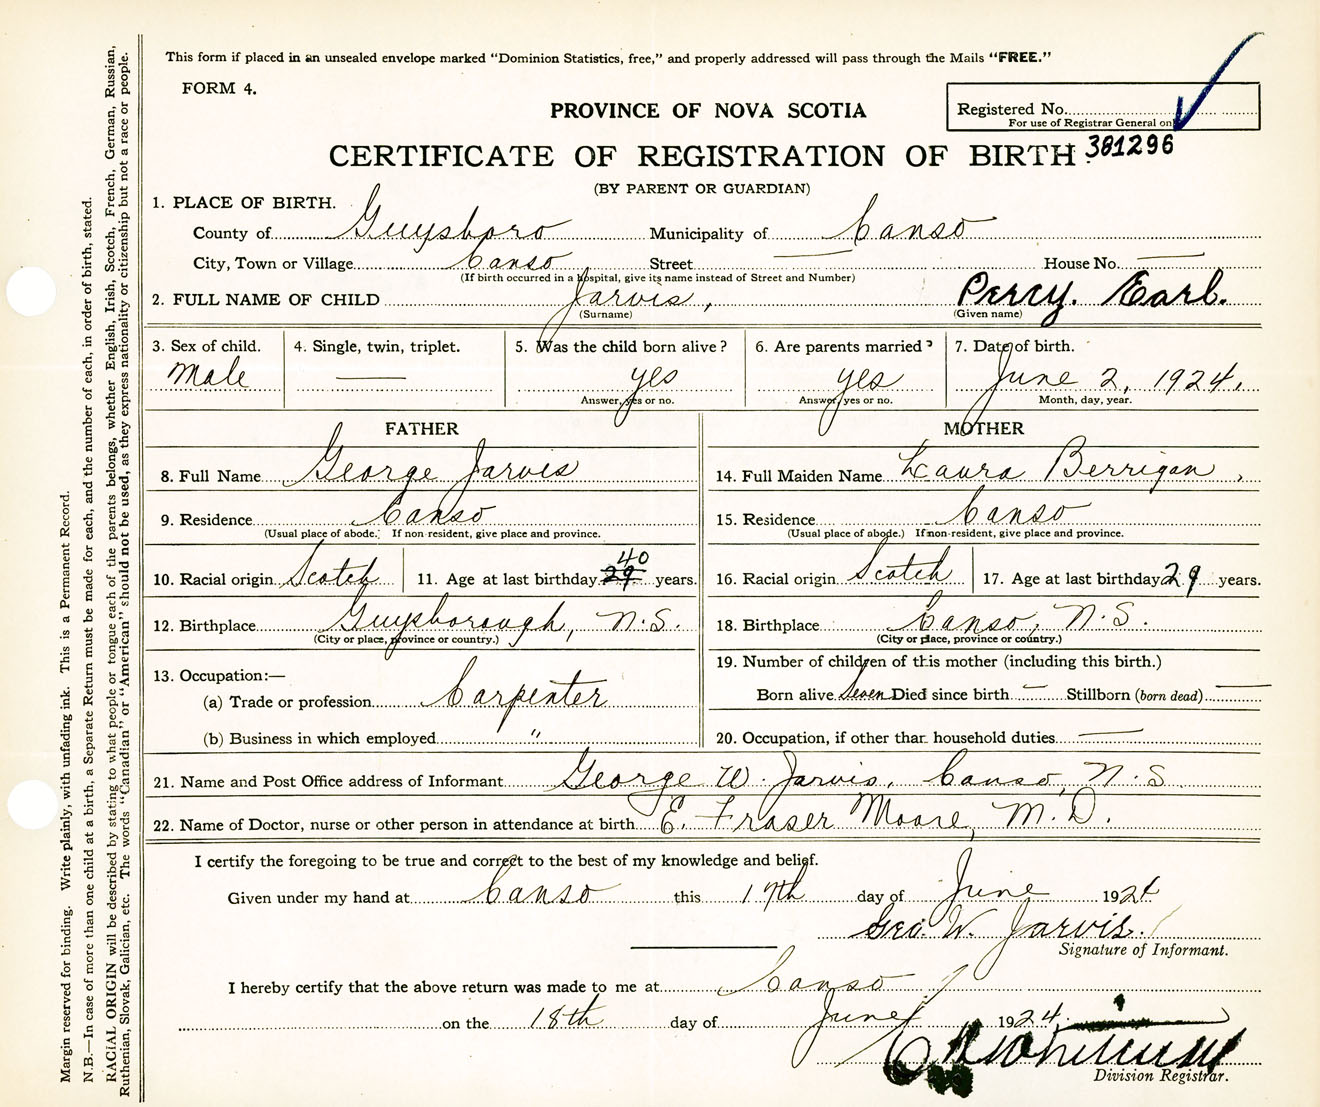 This form if placed in an unsealed envelope marked "Dominion Statistics, free," and properly addressed will pass through the Mails "FREE."
FORM 4.
PROVINCE OF NOVA SCOTIA
Registered No.
For use of Registrar General on
CERTIFICATE OF REGISTRATION OF BIRTH 381296
(BY PARENT OR GUARDIAN)
1. PLACE OF BIRTH.
County of Guysboro Municipality of Canso
City, Town or Village Canso Street — House No. —
(If birth occurred in a hospital, give its name instead of Street and Number)
2. FULL NAME OF CHILD Jarvis, Percy. Earl.
(Surname) (Given name)
3. Sex of child. 4. Single, twin, triplet. 5. Was the child born alive? 6. Are parents married? 7. Date of birth.
Male — yes yes June 2, 1924.
Answer, yes or no. Answer, yes or no. Month, day, year.
FATHER MOTHER
8. Full Name George Jarvis 14. Full Maiden Name Laura Berrigan,
9. Residence Canso 15. Residence Canso
(Usual place of abode. If non-resident, give place and province. (Usual place of abode.) If non-resident, give place and province.
40
10. Racial origin Scotch 11. Age at last birthday 29 years. 16. Racial origin Scotch 17. Age at last birthday 29 years.
12. Birthplace Guysborough, N.S. 18. Birthplace Canso, N.S.
(City or place, province or country.) (City or place, province or country.)
13. Occupation:— 19. Number of children of this mother (including this birth.)
(a) Trade or profession Carpenter Born alive Seven Died since birth — Stillborn (born dead) —
(b) Business in which employed " 20. Occupation, if other than household duties —
21. Name and Post Office address of Informant George W. Jarvis, Canso, N.S.
22. Name of Doctor, nurse or other person in attendance at birth E. Fraser Moore, M.D.
I certify the foregoing to be true and correct to the best of my knowledge and belief.
Given under my hand at Canso this 17th day of June 1924
Geo. W. Jarvis.
Signature of Informant.
I hereby certify that the above return was made to me at Canso
on the 18th day of June 1924.
Division Registrar.
Margin reserved for binding. Write plainly, with unfading ink. This is a Permanent Record.
N.B.—In case of more than one child at a birth, a Separate Return must be made for each, and the number of each, in order of birth, stated.
RACIAL ORIGIN will be described by stating to what people or tongue each of the parents belongs, whether English, Irish, Scotch, French, German, Russian,
Ruthenian, Slovak, Galician, etc. The words "Canadian" or "American" should not be used, as they express nationality or citizenship but not a race or people.